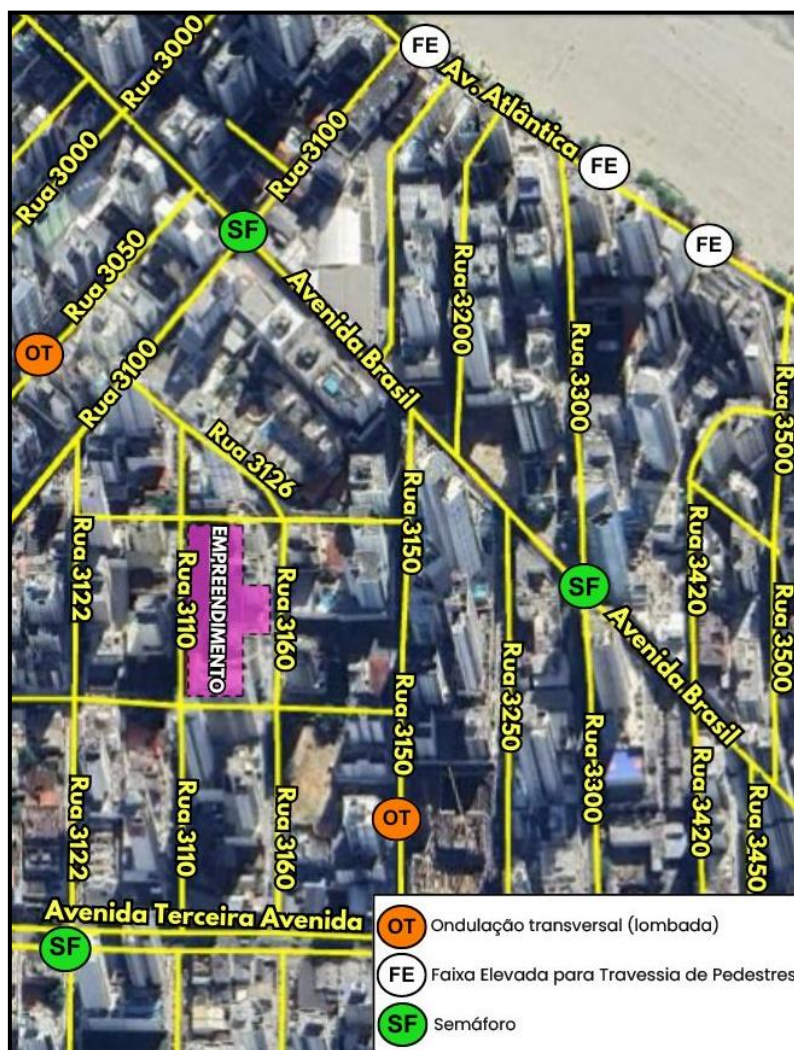 FE
Rua 3000
Av. Atlântica
Rua 3100
FE
Rua 3000
SF
FE
Rua 3050
Rua 3200
Avenida Brasil
Rua 3300
OT
Rua 3100
Rua 3500
Rua 3126
Rua 3150
Rua 3122
Rua 3110
EMPREENDIMENTO
Rua 3160
Rua 3420
SF
Rua 3500
Avenida Brasil
Rua 3250
Rua 3150
Rua 3300
Rua 3122
Rua 3110
Rua 3160
OT
Rua 3420
Rua 3450
Avenida Terceira Avenida
SF
OT Ondulação transversal (lombada)
FE Faixa Elevada para Travessia de Pedestres
SF Semáforo